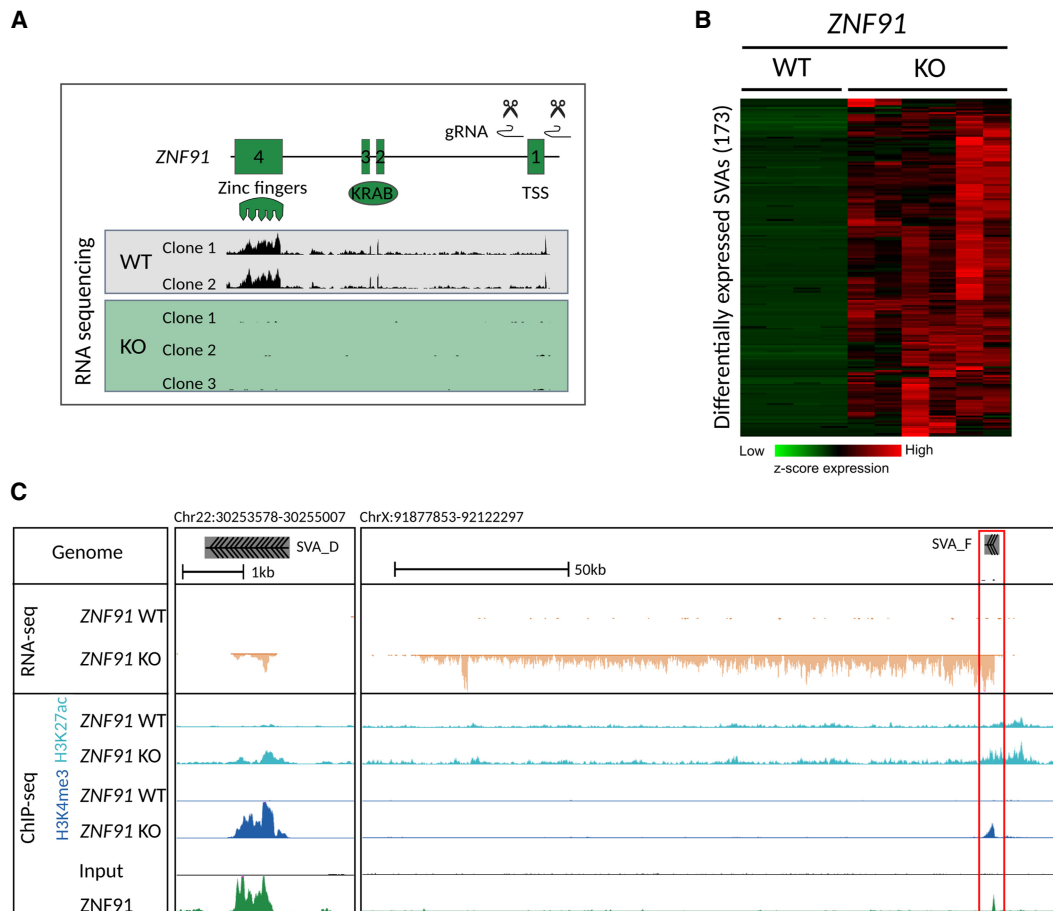 A
gRNA
ZNF91
4
3
2
1
Zinc fingers
KRAB
TSS
RNA sequencing
WT
Clone 1
Clone 2
KO
Clone 1
Clone 2
Clone 3
B
ZNF91
WT
KO
Differentially expressed SVAs (173)
Low
High
z-score expression
C
Chr22:30253578-30255007
ChrX:91877853-92122297
Genome
SVA_D
1kb
SVA_F
50kb
RNA-seq
ZNF91 WT
ZNF91 KO
ChIP-seq
H3K27ac
ZNF91 WT
ZNF91 KO
H3K4me3
ZNF91 WT
ZNF91 KO
Input
ZNF91